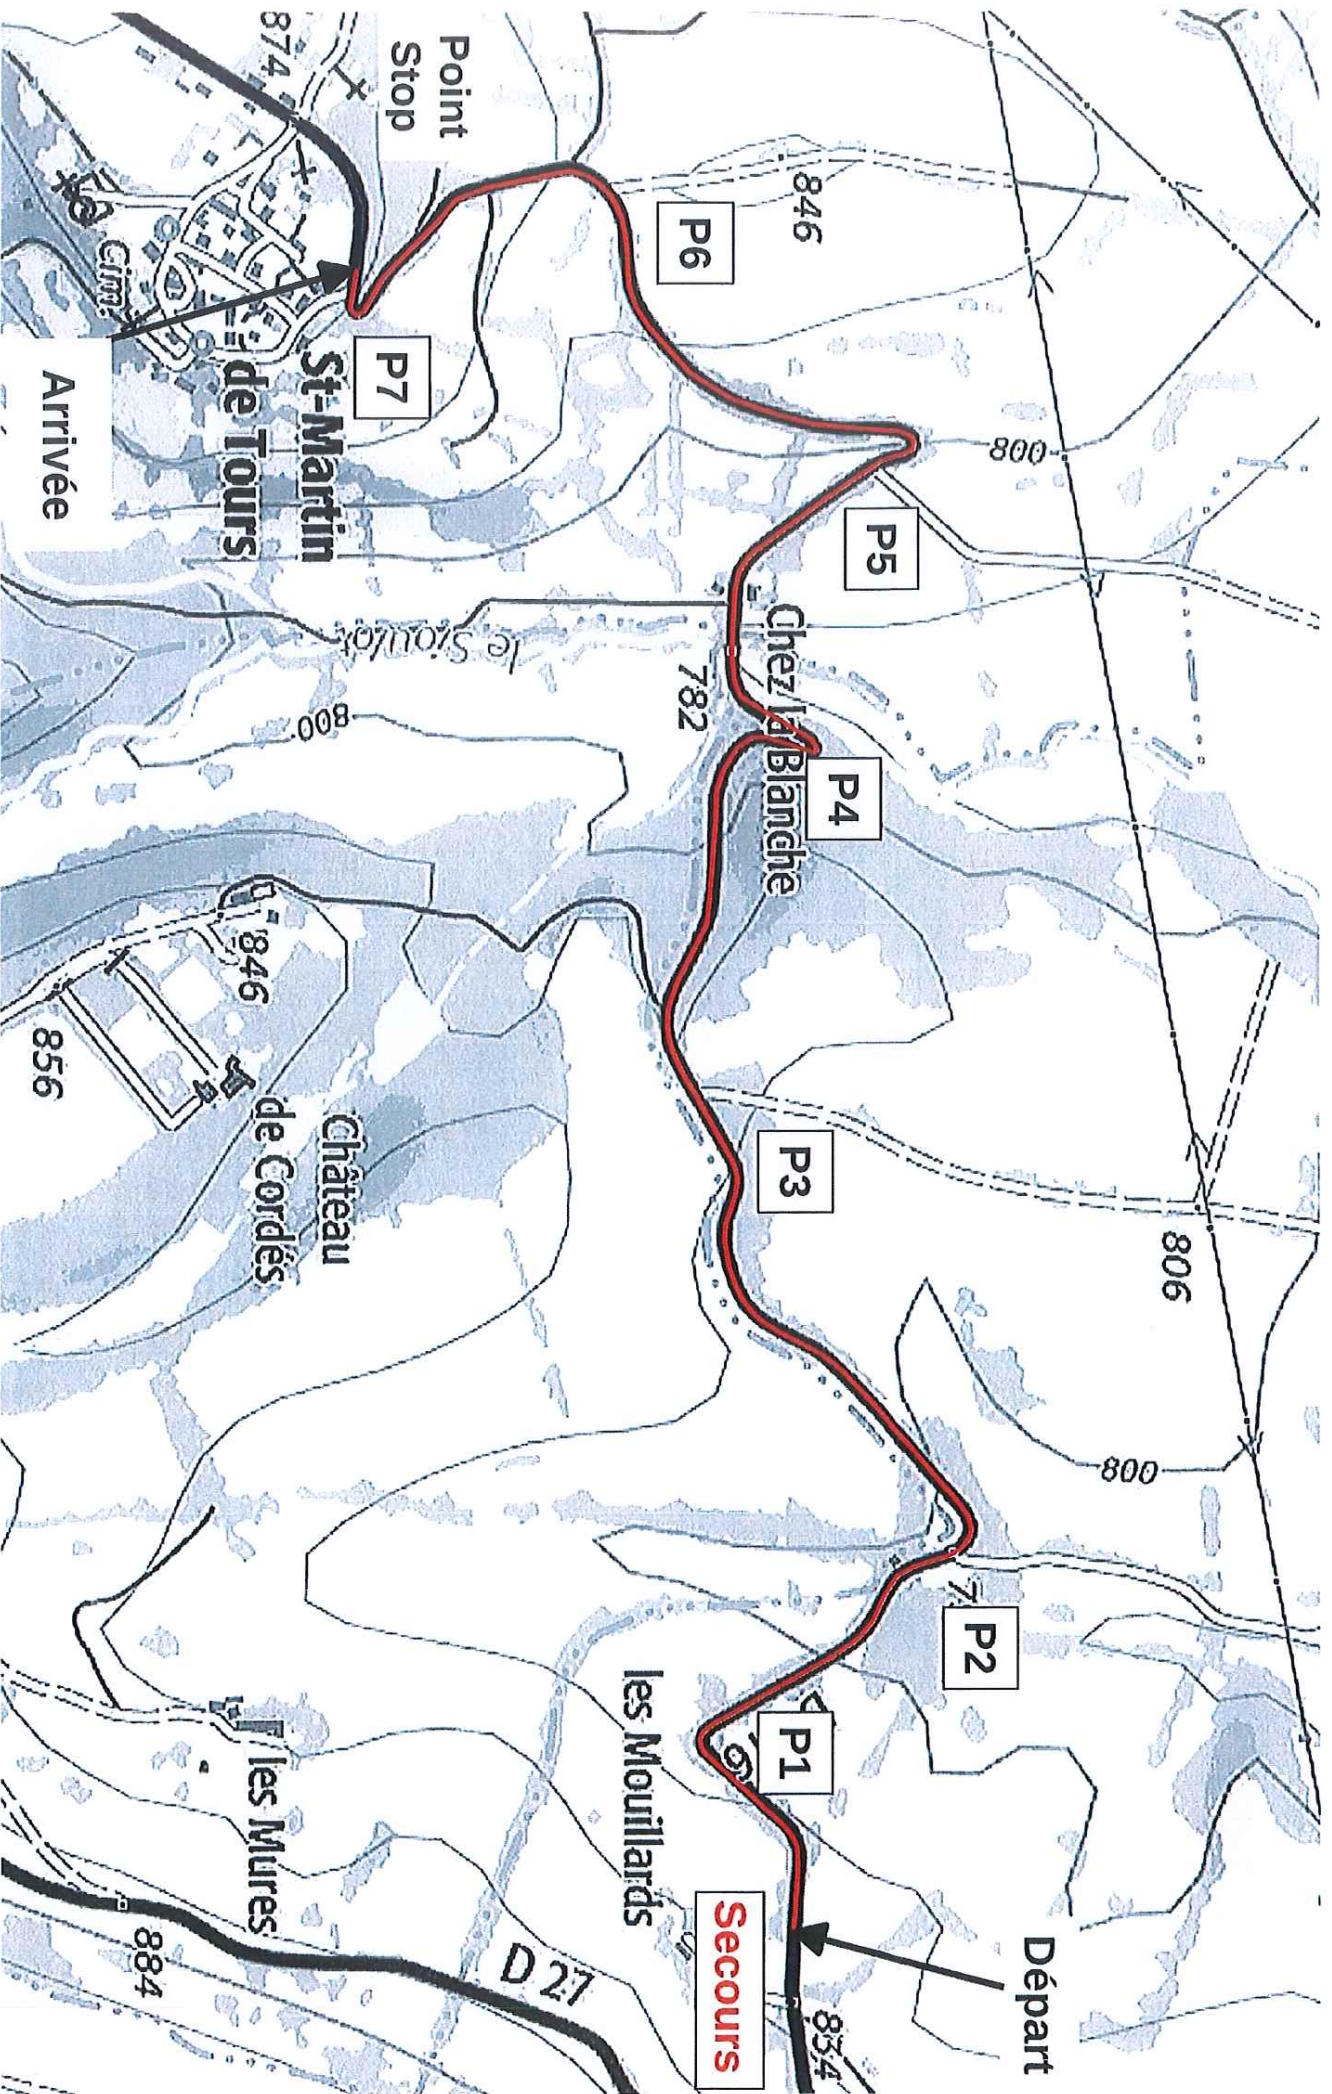 806
800
Départ
800
P2
P5
P4
834
846
P3
P1
Chez la Blanche
Secours
P6
782
les Mouillards
D 27
le Sioulot
Point
Stop
P7
800
Château
de Cordés
St-Martin
de Tours
874
846
les Mures
884
Cim.
Arrivée
856